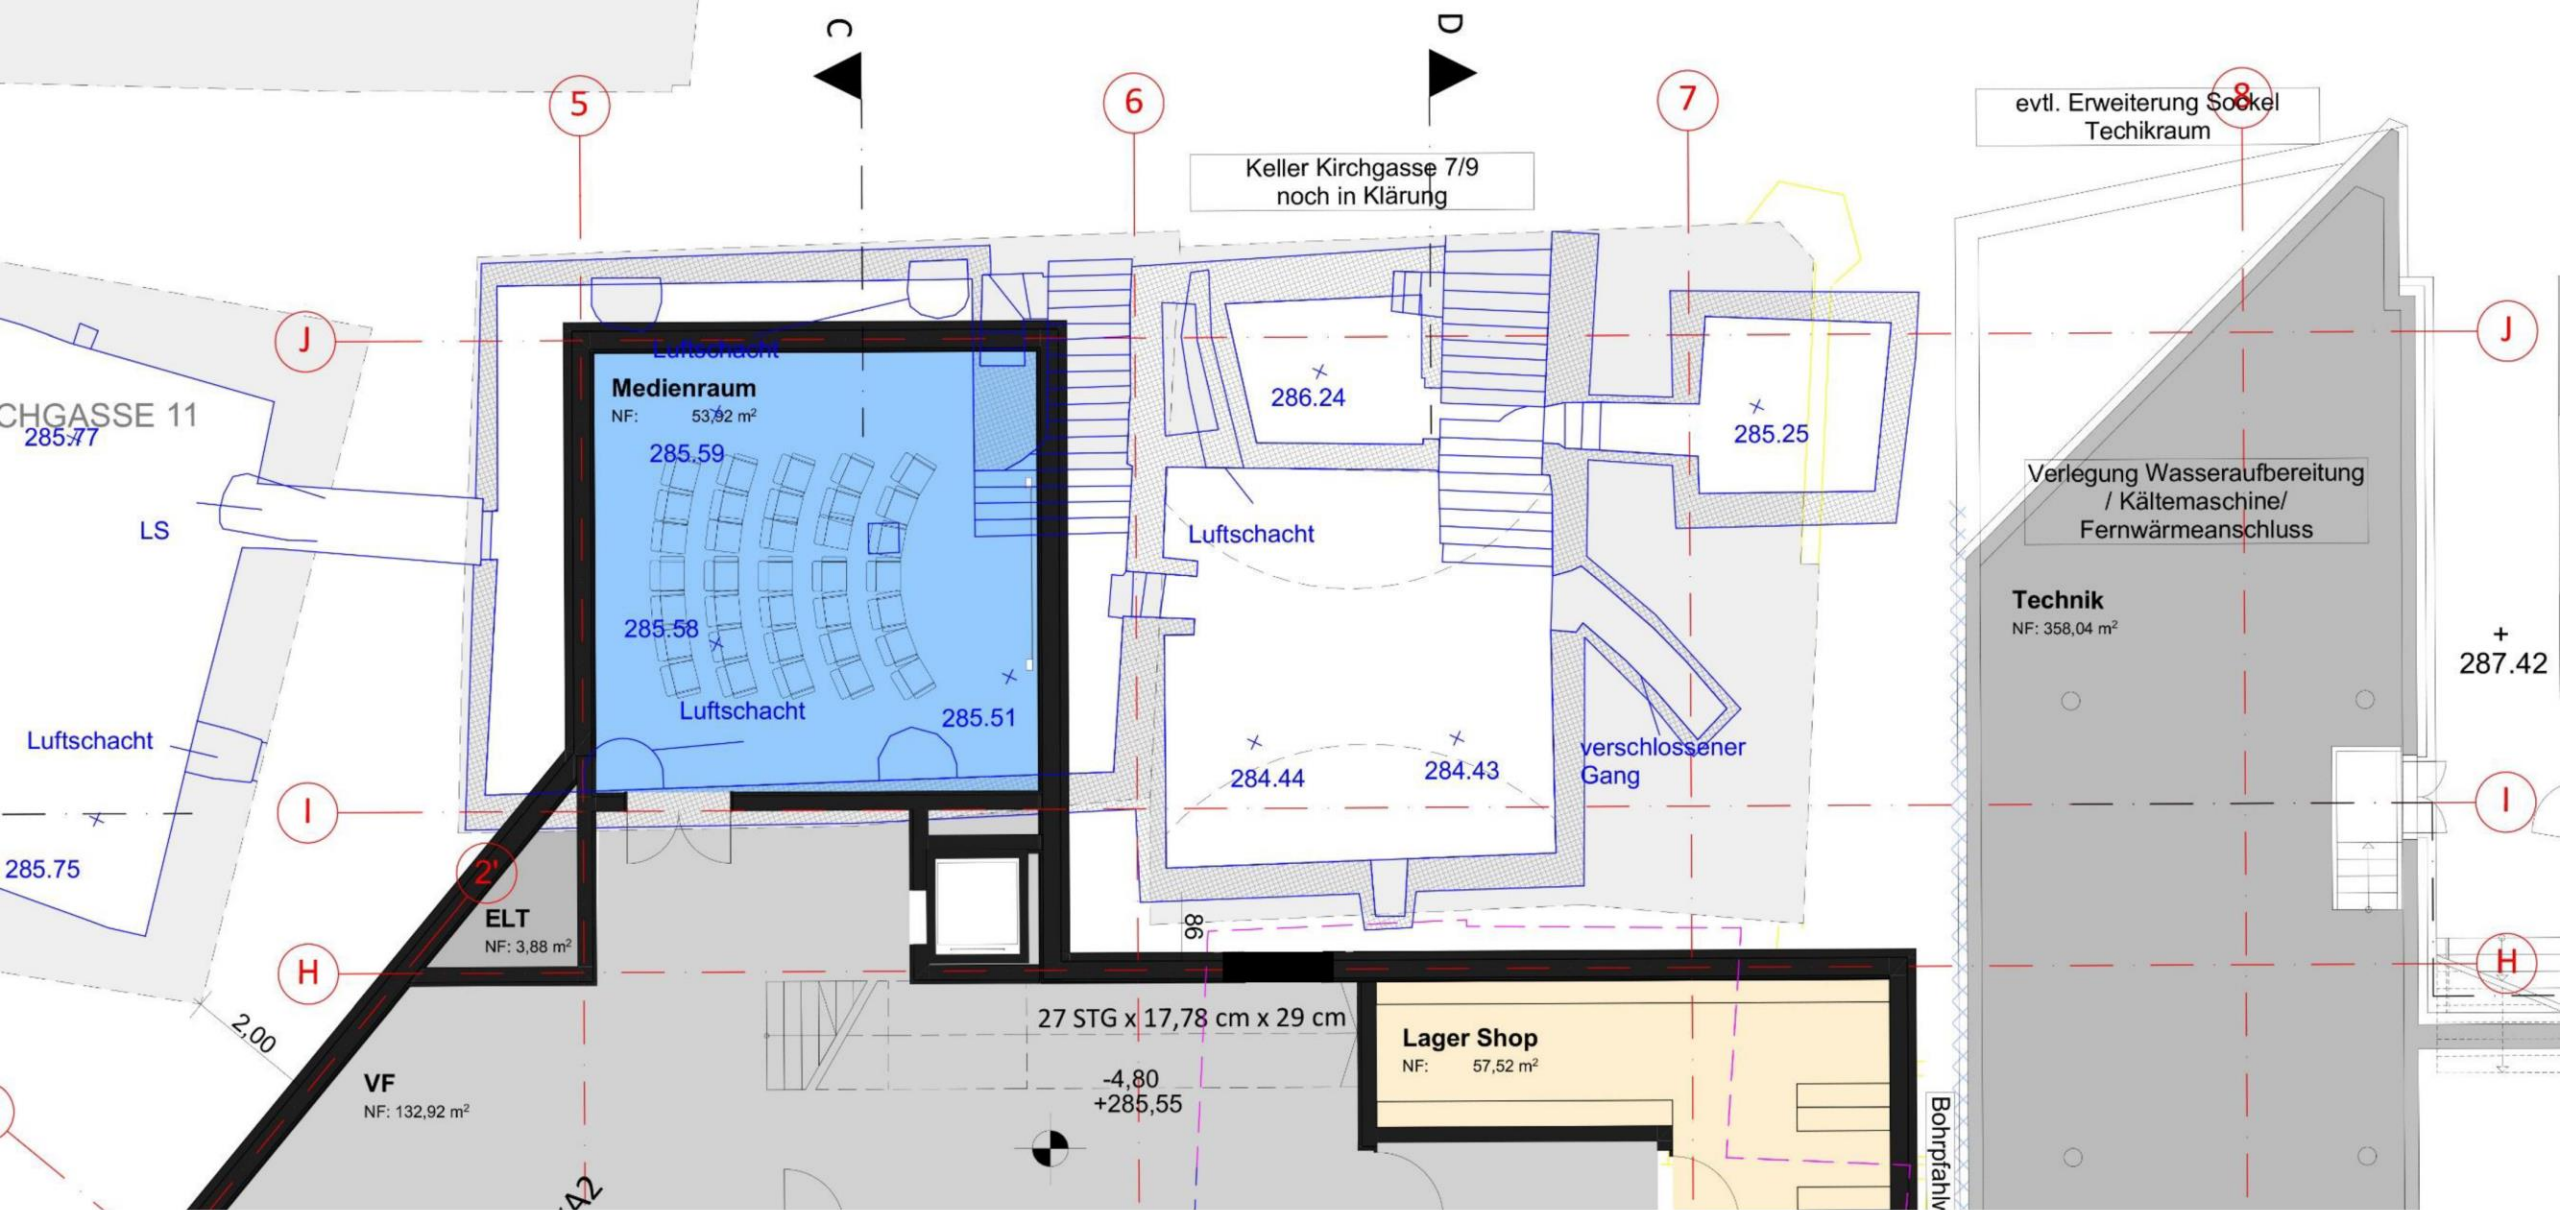 C
D
5
6
7
8
evtl. Erweiterung Sockel
Techikraum
Keller Kirchgasse 7/9
noch in Klärung
J
J
Luftschacht
Medienraum
NF: 53,92 m²
285.59
286.24
285.25
CHGASSE 11
285.77
LS
Luftschacht
Verlegung Wasseraufbereitung
/ Kältemaschine/
Fernwärmeanschluss
Technik
NF: 358,04 m²
+
287.42
285.58
Luftschacht
285.51
Luftschacht
284.44
284.43
verschlossener
Gang
I
I
285.75
2'
ELT
NF: 3,88 m²
86
H
H
2,00
27 STG x 17,78 cm x 29 cm
Lager Shop
NF: 57,52 m²
VF
NF: 132,92 m²
-4,80
+285,55
Bohrpfahlw
A2